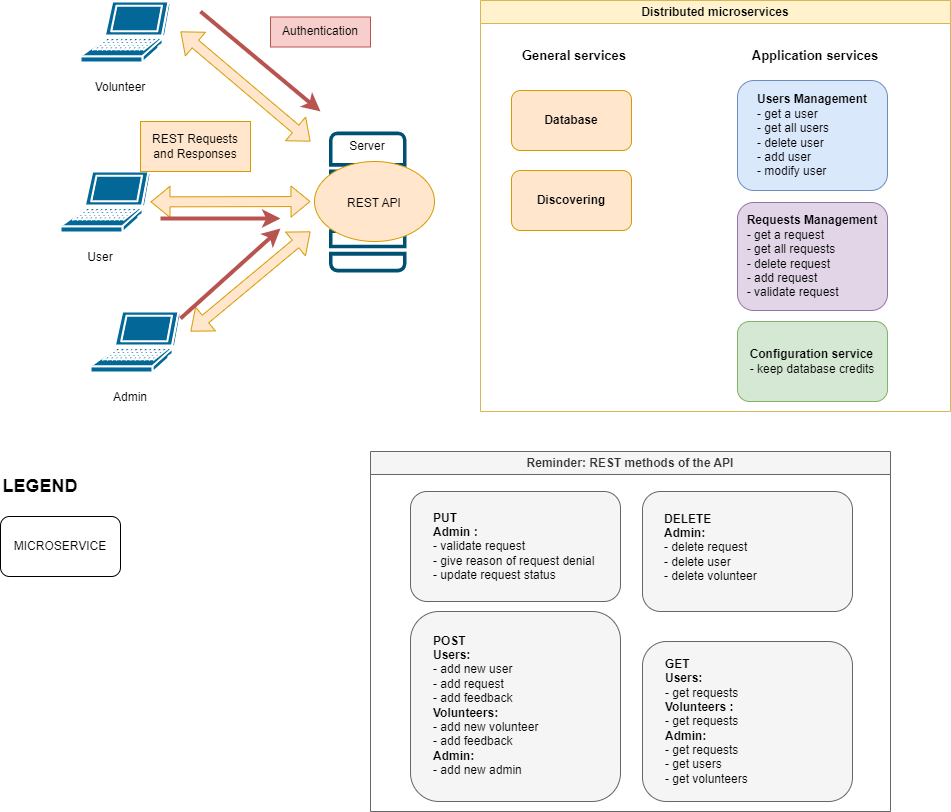 Volunteer
Authentication
REST Requests
and Responses
User
Server
REST API
Admin
Distributed microservices
General services
Database
Discovering
Application services
Users Management
- get a user
- get all users
- delete user
- add user
- modify user
Requests Management
- get a request
- get all requests
- delete request
- add request
- validate request
Configuration service
- keep database credits
LEGEND
MICROSERVICE
Reminder: REST methods of the API
PUT
Admin :
- validate request
- give reason of request denial
- update request status
DELETE
Admin:
- delete request
- delete user
- delete volunteer
POST
Users:
- add new user
- add request
- add feedback
Volunteers:
- add new volunteer
- add feedback
Admin:
- add new admin
GET
Users:
- get requests
Volunteers :
- get requests
Admin:
- get requests
- get users
- get volunteers